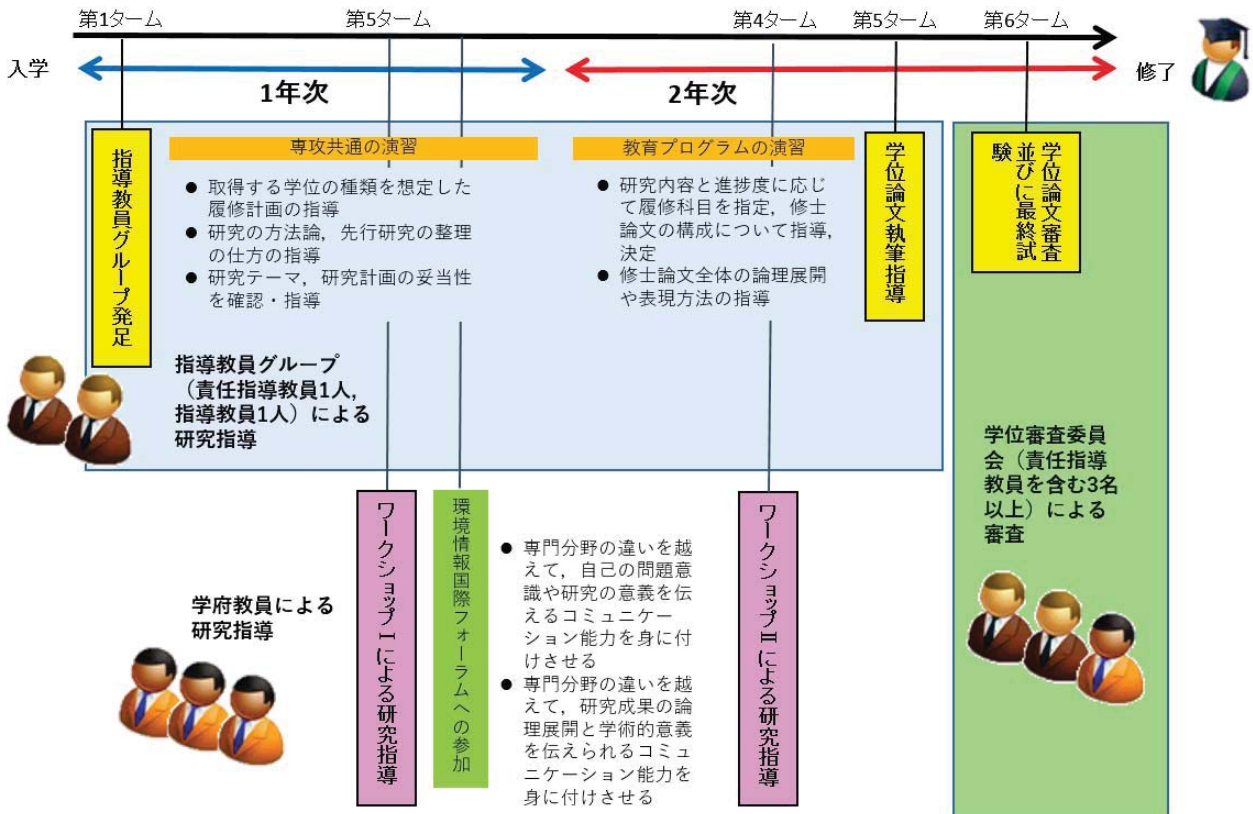 第1ターム
第5ターム
第4ターム
第5ターム
第6ターム
入学
修了
1年次
2年次
指導教員グループ発足
専攻共通の演習
● 取得する学位の種類を想定した
履修計画の指導
● 研究の方法論，先行研究の整理
の仕方の指導
● 研究テーマ，研究計画の妥当性
を確認・指導
教育プログラムの演習
● 研究内容と進捗度に応じ
て履修科目を指定，修士
論文の構成について指導，
決定
● 修士論文全体の論理展開
や表現方法の指導
学位論文執筆指導
学位論文審査
並びに最終試
験
指導教員グループ
（責任指導教員1人，
指導教員1人）による
研究指導
学位審査委員
会（責任指導
教員を含む3名
以上）による
審査
学府教員による
研究指導
ワークショップⅠによる研究指導
環境情報国際フォーラムへの参加
● 専門分野の違いを越
えて，自己の問題意
識や研究の意義を伝
えるコミュニケー
ション能力を身に付
けさせる
● 専門分野の違いを越
えて，研究成果の論
理展開と学術的意義
を伝えられるコミュ
ニケーション能力を
身に付けさせる
ワークショップⅡによる研究指導